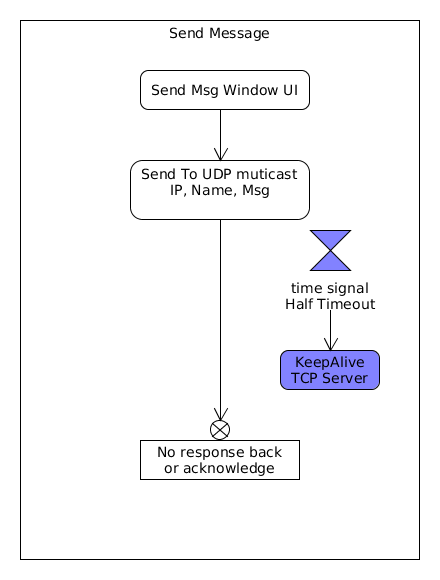 Send Message
Send Msg Window UI
Send To UDP muticast
IP, Name, Msg
time signal
Half Timeout
KeepAlive
TCP Server
No response back
or acknowledge